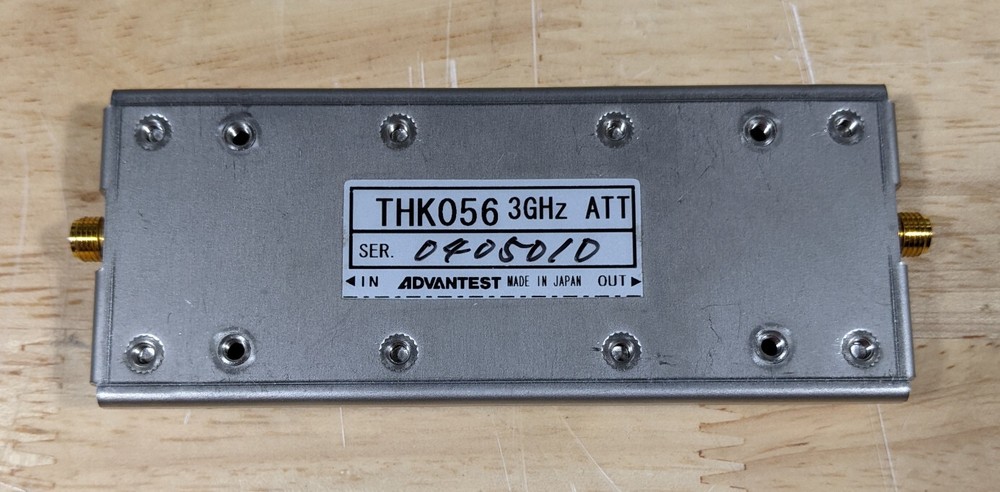 THK056 3GHz ATT
SER. 0405010
◀IN ADVANTEST MADE IN JAPAN OUT▶